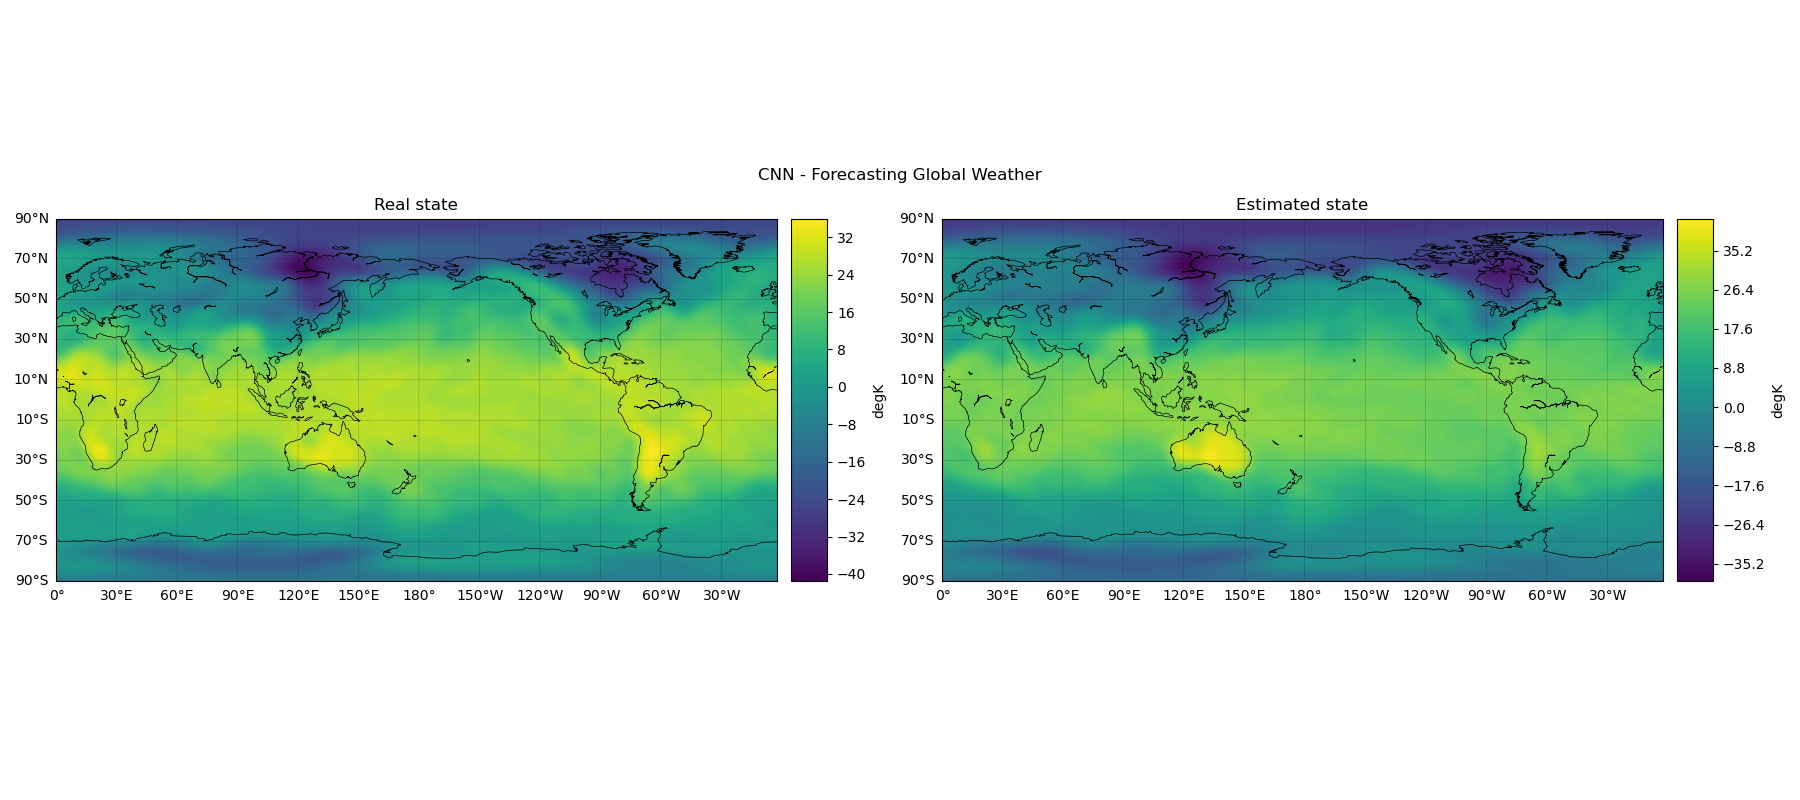 CNN - Forecasting Global Weather
Real state
90°N
70°N
50°N
30°N
10°N
10°S
30°S
50°S
70°S
90°S
0° 30°E 60°E 90°E 120°E 150°E 180° 150°W 120°W 90°W 60°W 30°W
32
24
16
8
0
−8
−16
−24
−32
−40
degK
Estimated state
90°N
70°N
50°N
30°N
10°N
10°S
30°S
50°S
70°S
90°S
0° 30°E 60°E 90°E 120°E 150°E 180° 150°W 120°W 90°W 60°W 30°W
35.2
26.4
17.6
8.8
0.0
−8.8
−17.6
−26.4
−35.2
degK